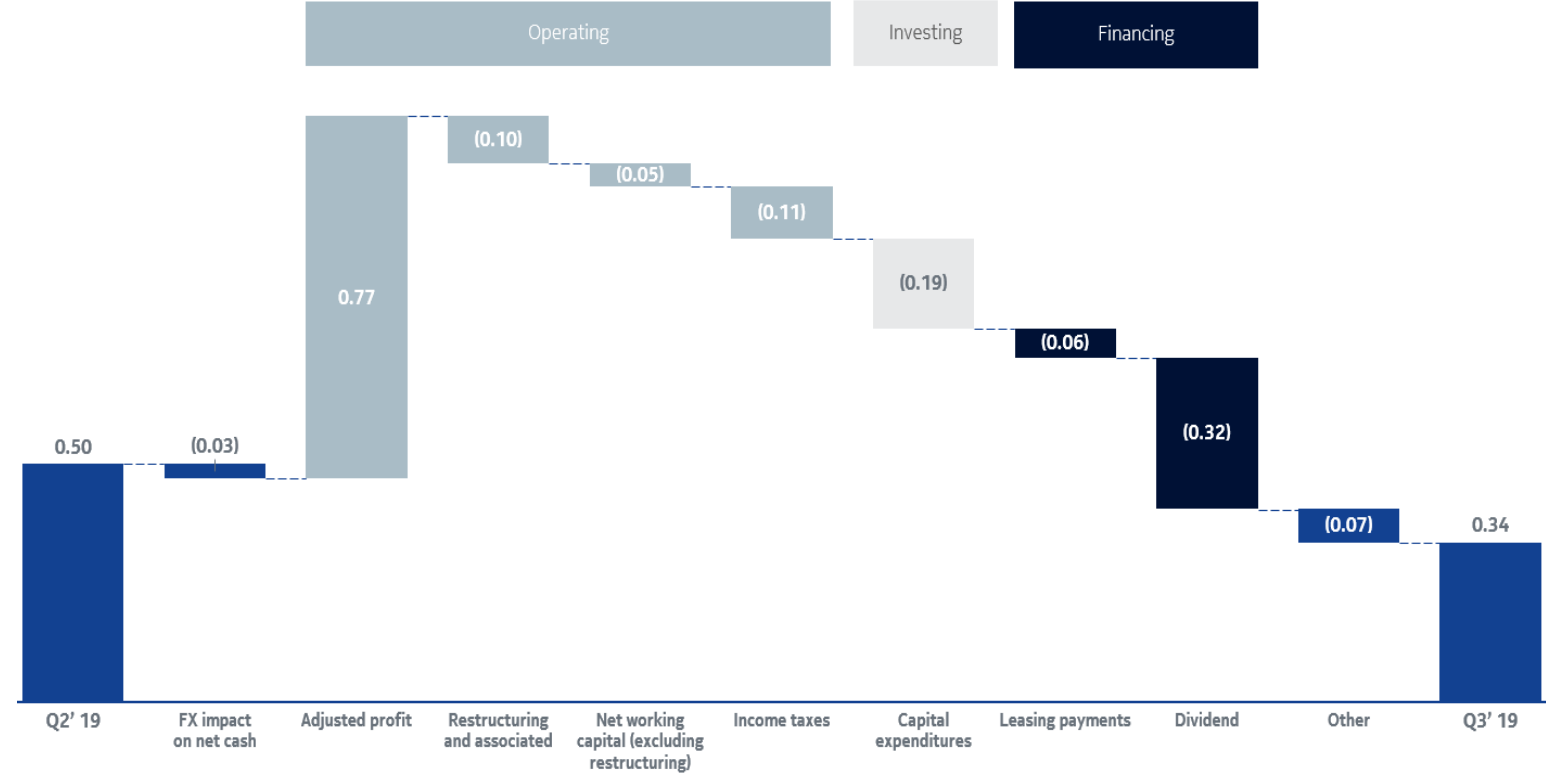 Operating
Investing
Financing
(0.10)
(0.05)
(0.11)
(0.19)
0.77
(0.06)
(0.32)
0.50
(0.03)
(0.07)
0.34
Q2’ 19
FX impact
on net cash
Adjusted profit
Restructuring
and associated
Net working
capital (excluding
restructuring)
Income taxes
Capital
expenditures
Leasing payments
Dividend
Other
Q3’ 19